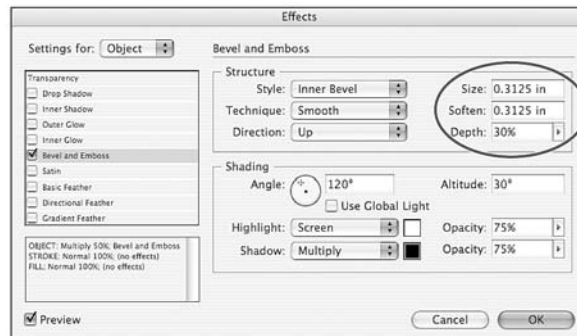 Effects
Settings for: Object
Transparency
Drop Shadow
Inner Shadow
Outer Glow
Inner Glow
Bevel and Emboss
Satin
Basic Feather
Directional Feather
Gradient Feather
OBJECT: Multiply 50%; Bevel and Emboss
STROKE: Normal 100%; (no effects)
FILL: Normal 100%; (no effects)
Preview
Bevel and Emboss
Structure
Style: Inner Bevel
Size: 0.3125 in
Technique: Smooth
Soften: 0.3125 in
Direction: Up
Depth: 30%
Shading
Angle: 120°
Altitude: 30°
Use Global Light
Highlight: Screen
Opacity: 75%
Shadow: Multiply
Opacity: 75%
Cancel
OK